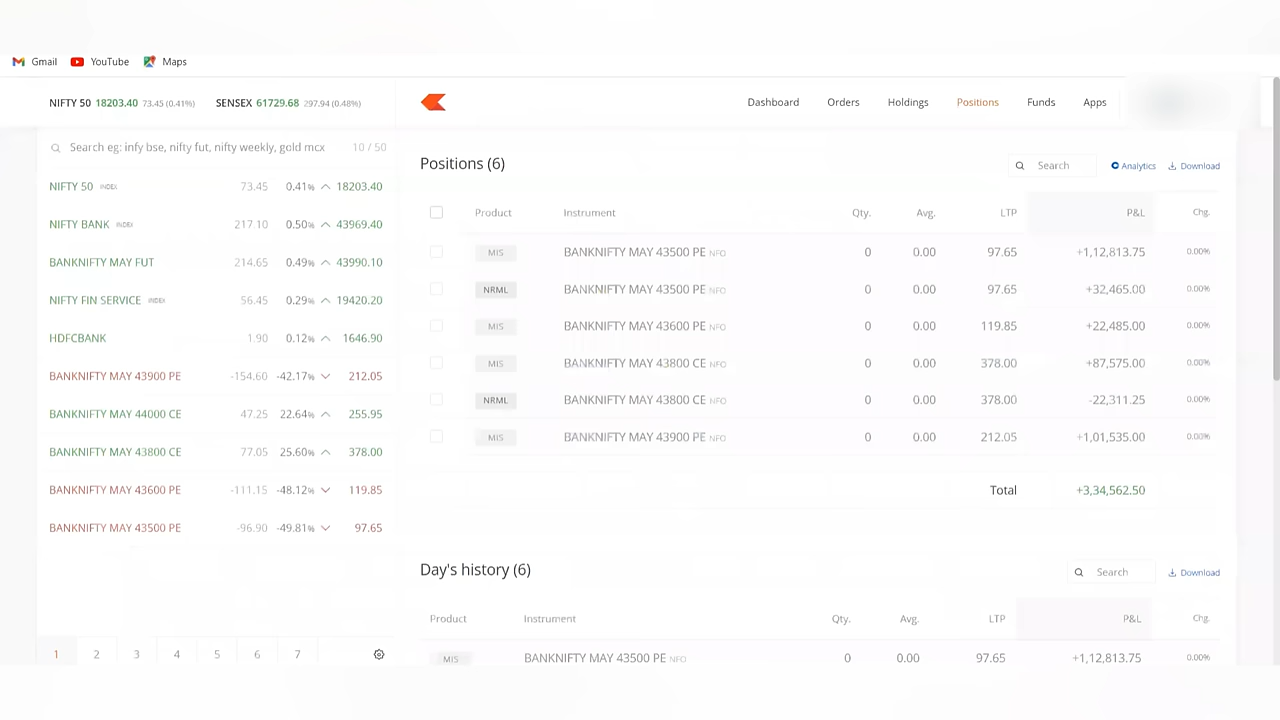 Gmail YouTube Maps
NIFTY 50 18203.40 73.45 (0.41%) SENSEX 61729.68 297.94 (0.48%)
Dashboard Orders Holdings Positions Funds Apps
Search eg: infy bse, nifty fut, nifty weekly, gold mcx 10 / 50
NIFTY 50 INDEX 73.45 0.41% 18203.40
NIFTY BANK INDEX 217.10 0.50% 43969.40
BANKNIFTY MAY FUT 214.65 0.49% 43990.10
NIFTY FIN SERVICE INDEX 56.45 0.29% 19420.20
HDFCBANK 1.90 0.12% 1646.90
BANKNIFTY MAY 43900 PE -154.60 -42.17% 212.05
BANKNIFTY MAY 44000 CE 47.25 22.64% 255.95
BANKNIFTY MAY 43800 CE 77.05 25.60% 378.00
BANKNIFTY MAY 43600 PE -111.15 -48.12% 119.85
BANKNIFTY MAY 43500 PE -96.90 -49.81% 97.65
1 2 3 4 5 6 7
Positions (6) Search Analytics Download
Product Instrument Qty. Avg. LTP P&L Chg.
MIS BANKNIFTY MAY 43500 PE NFO 0 0.00 97.65 +1,12,813.75 0.00%
NRML BANKNIFTY MAY 43500 PE NFO 0 0.00 97.65 +32,465.00 0.00%
MIS BANKNIFTY MAY 43600 PE NFO 0 0.00 119.85 +22,485.00 0.00%
MIS BANKNIFTY MAY 43800 CE NFO 0 0.00 378.00 +87,575.00 0.00%
NRML BANKNIFTY MAY 43800 CE NFO 0 0.00 378.00 -22,311.25 0.00%
MIS BANKNIFTY MAY 43900 PE NFO 0 0.00 212.05 +1,01,535.00 0.00%
Total +3,34,562.50
Day's history (6) Search Download
Product Instrument Qty. Avg. LTP P&L Chg.
MIS BANKNIFTY MAY 43500 PE NFO 0 0.00 97.65 +1,12,813.75 0.00%